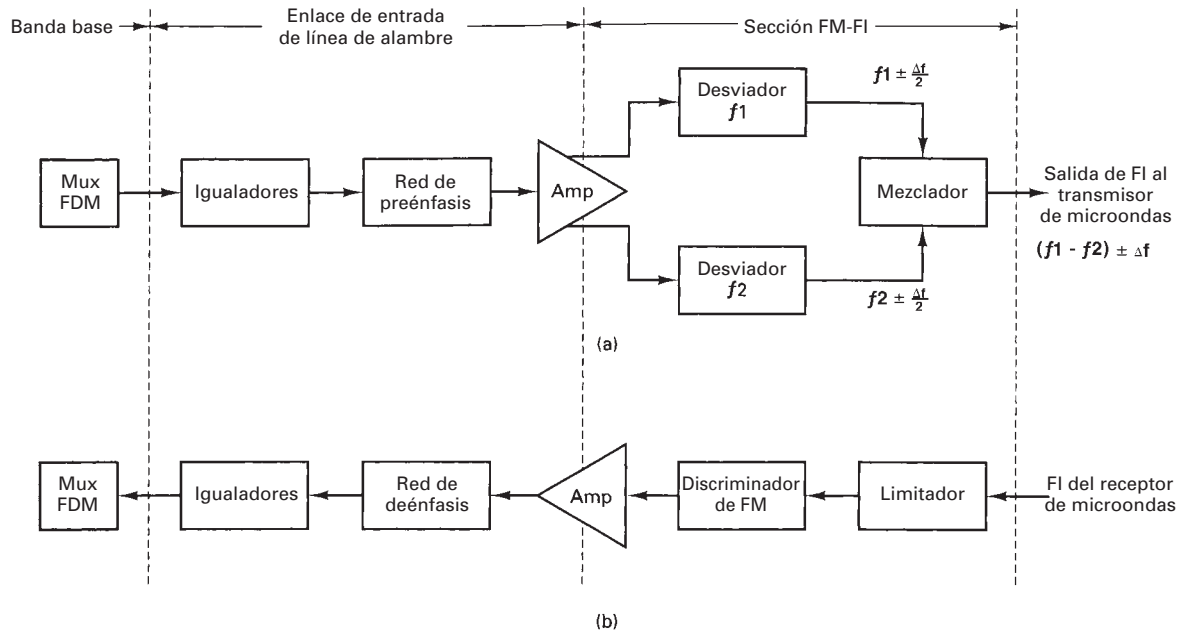 Banda base
Enlace de entrada
de línea de alambre
Sección FM-FI
Mux
FDM
Igualadores
Red de
preénfasis
Amp
Desviador
f1
f1 ± Δf/2
Desviador
f2
f2 ± Δf/2
Mezclador
Salida de FI al
transmisor
de microondas
(f1 - f2) ± Δf
(a)
Mux
FDM
Igualadores
Red de
deénfasis
Amp
Discriminador
de FM
Limitador
FI del receptor
de microondas
(b)